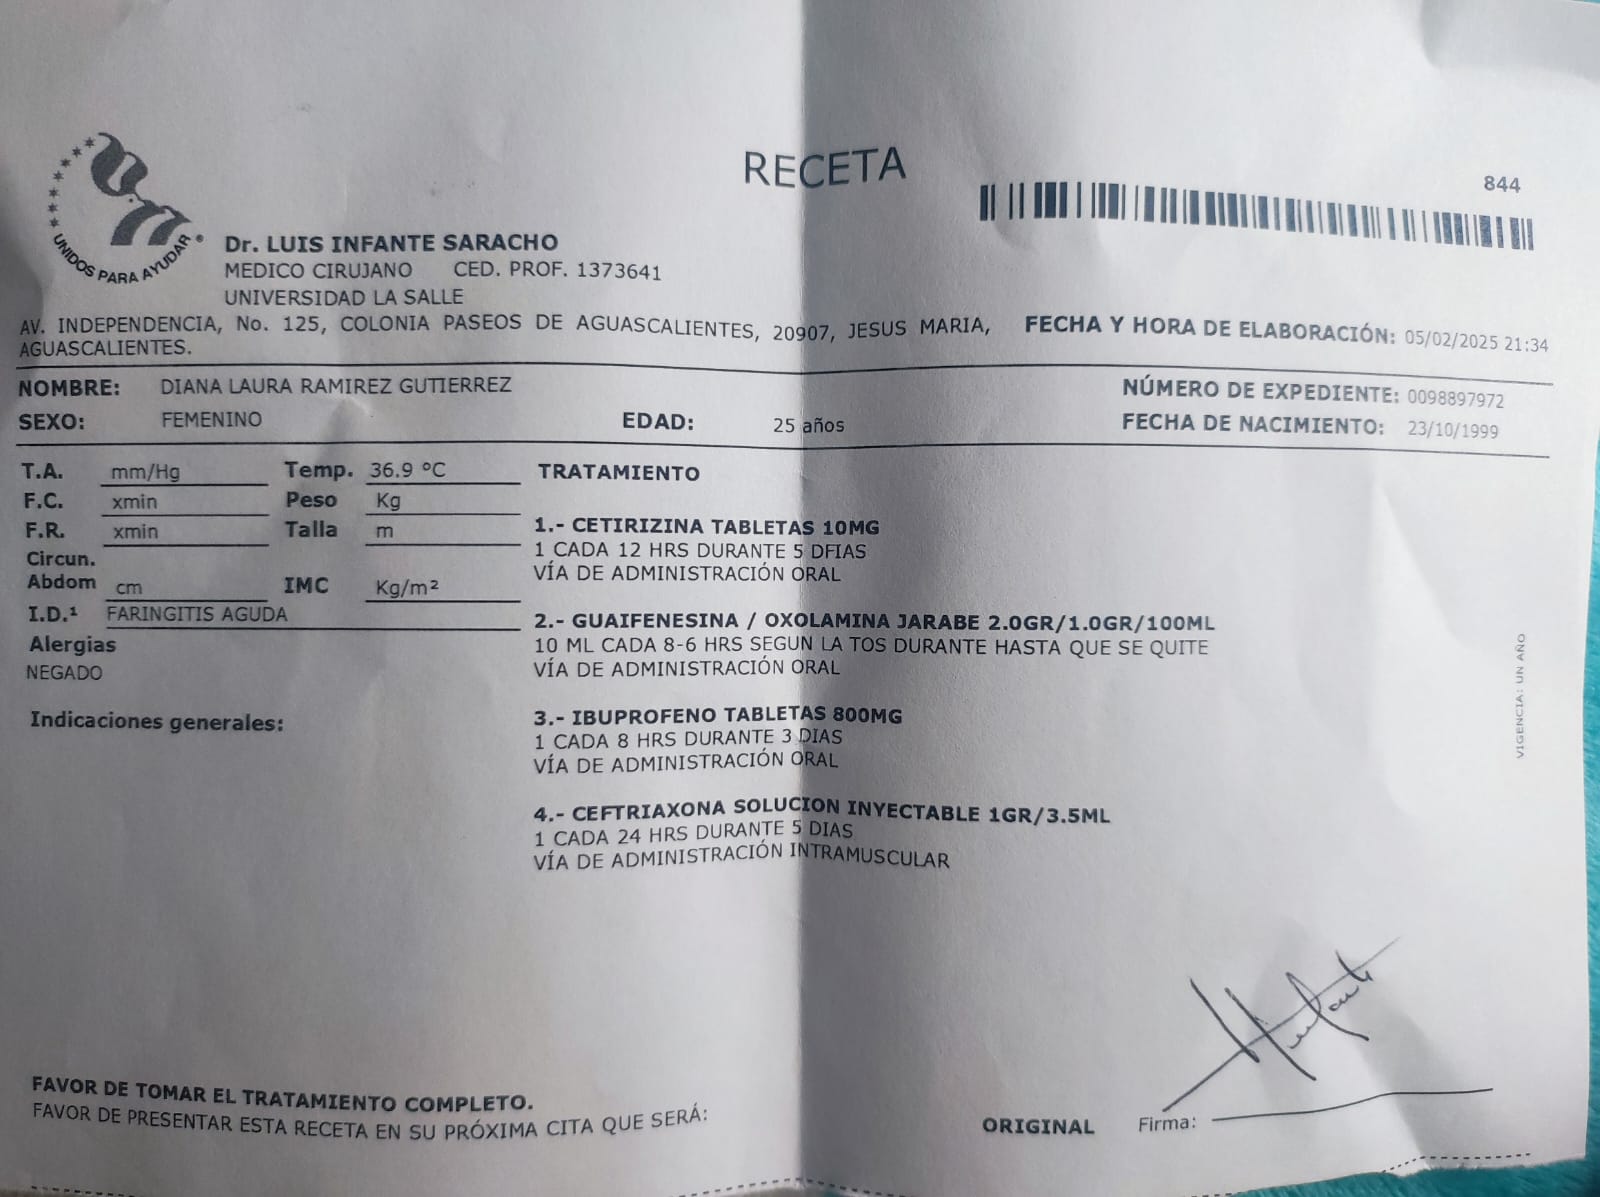 RECETA
844
UNIDOS PARA AYUDAR
Dr. LUIS INFANTE SARACHO
MEDICO CIRUJANO CED. PROF. 1373641
UNIVERSIDAD LA SALLE
AV. INDEPENDENCIA, No. 125, COLONIA PASEOS DE AGUASCALIENTES, 20907, JESUS MARIA,
AGUASCALIENTES.
FECHA Y HORA DE ELABORACIÓN: 05/02/2025 21:34
NOMBRE: DIANA LAURA RAMIREZ GUTIERREZ
NÚMERO DE EXPEDIENTE: 0098897972
SEXO: FEMENINO EDAD: 25 años
FECHA DE NACIMIENTO: 23/10/1999
T.A. mm/Hg Temp. 36.9 °C
F.C. xmin Peso Kg
F.R. xmin Talla m
Circun.
Abdom cm IMC Kg/m²
I.D.¹ FARINGITIS AGUDA
Alergias
NEGADO
Indicaciones generales:
TRATAMIENTO
1.- CETIRIZINA TABLETAS 10MG
1 CADA 12 HRS DURANTE 5 DFIAS
VÍA DE ADMINISTRACIÓN ORAL
2.- GUAIFENESINA / OXOLAMINA JARABE 2.0GR/1.0GR/100ML
10 ML CADA 8-6 HRS SEGUN LA TOS DURANTE HASTA QUE SE QUITE
VÍA DE ADMINISTRACIÓN ORAL
3.- IBUPROFENO TABLETAS 800MG
1 CADA 8 HRS DURANTE 3 DIAS
VÍA DE ADMINISTRACIÓN ORAL
4.- CEFTRIAXONA SOLUCION INYECTABLE 1GR/3.5ML
1 CADA 24 HRS DURANTE 5 DIAS
VÍA DE ADMINISTRACIÓN INTRAMUSCULAR
VIGENCIA: UN AÑO
FAVOR DE TOMAR EL TRATAMIENTO COMPLETO.
FAVOR DE PRESENTAR ESTA RECETA EN SU PRÓXIMA CITA QUE SERÁ:
ORIGINAL Firma: